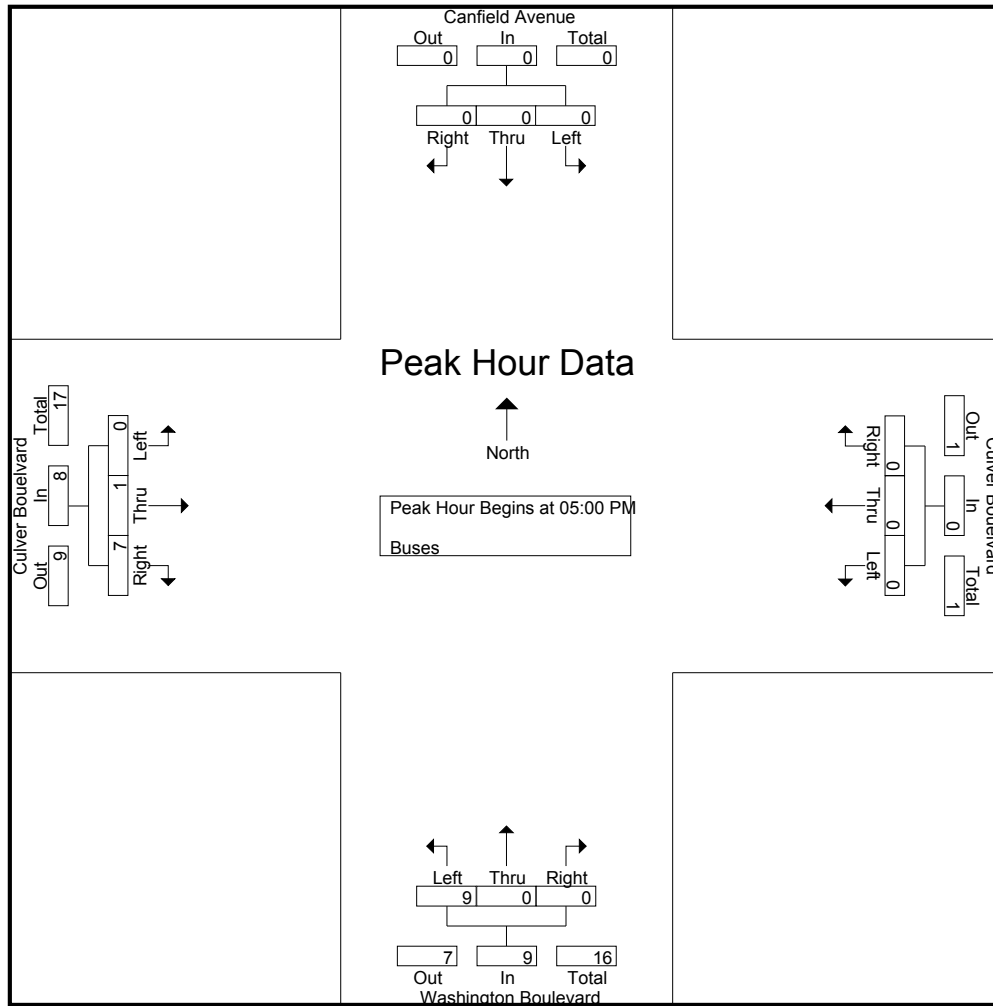 Canfield Avenue
Out In Total
0 0 0
0 0 0
Right Thru Left
Peak Hour Data
North
Peak Hour Begins at 05:00 PM
Buses
Culver Bouelvard
Total In Out
17 8 9
0 1 7
Left Thru Right
Right Thru Left
0 0 0
Out In Total
1 0 1
Culver Bouelvard
Left Thru Right
9 0 0
7 9 16
Out In Total
Washington Boulevard